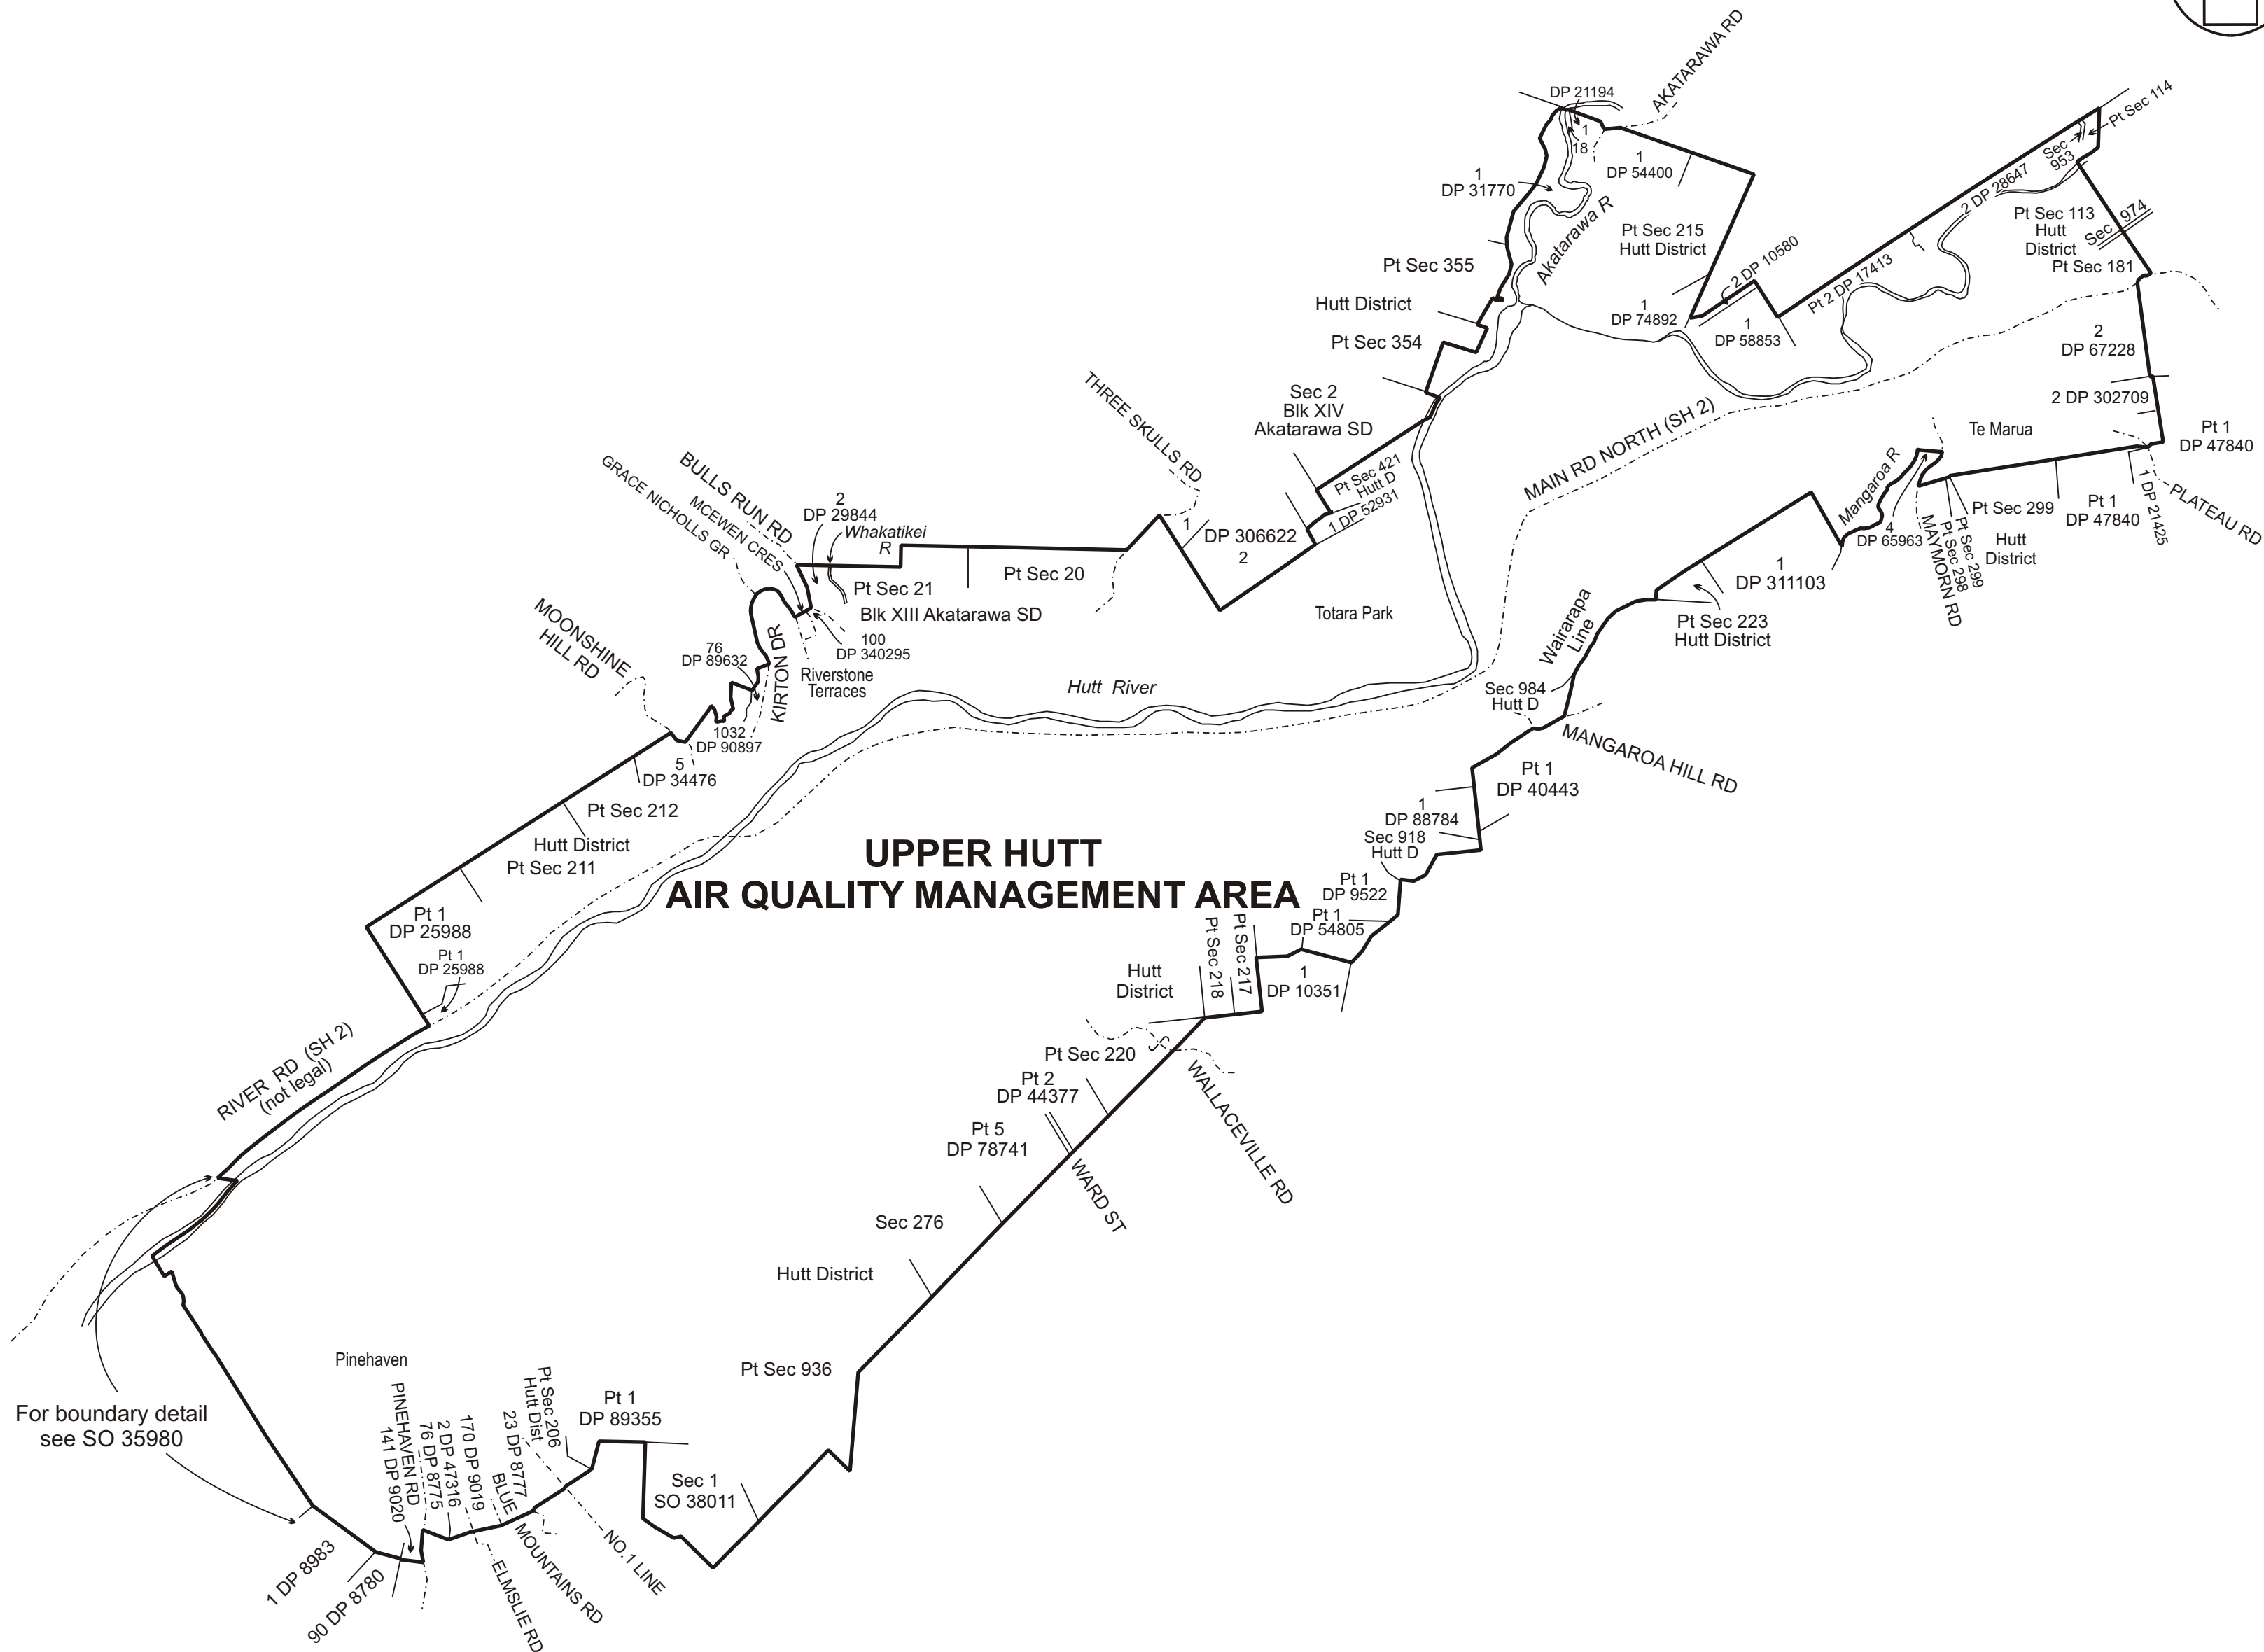 DP 21194
1
18
AKATARAWA RD
1
DP 54400
1
DP 31770
Akatarawa R
Pt Sec 215
Hutt District
Pt Sec 355
Hutt District
Pt Sec 354
2 DP 10580
1
DP 74892
1
DP 58853
Pt 2 DP 17413
2 DP 28647
Sec
953
Pt Sec 114
Pt Sec 113
Hutt
District
Sec 974
Pt Sec 181
2
DP 67228
2 DP 302709
Pt 1
DP 47840
Te Marua
MAIN RD NORTH (SH 2)
Sec 2
Blk XIV
Akatarawa SD
Pt Sec 421
Hutt D
1 DP 52931
THREE SKULLS RD
1
DP 306622
2
BULLS RUN RD
GRACE NICHOLLS GR
MCEWEN CRES
2
DP 29844
Whakatikei
R
Pt Sec 21
Pt Sec 20
Blk XIII Akatarawa SD
100
DP 340295
Riverstone
Terraces
KIRTON DR
76
DP 89632
MOONSHINE
HILL RD
1032
DP 90897
5
DP 34476
Pt Sec 212
Hutt District
Pt Sec 211
Pt 1
DP 25988
Pt 1
DP 25988
Totara Park
Hutt River
Mangaroa R
4
DP 65963
MAYMORN RD
Pt Sec 298
Pt Sec 299
Pt Sec 299
Hutt
District
Pt 1
DP 47840
1 DP 21425
PLATEAU RD
1
DP 311103
Pt Sec 223
Hutt District
Wairarapa
Line
Sec 984
Hutt D
MANGAROA HILL RD
Pt 1
DP 40443
1
DP 88784
Sec 918
Hutt D
Pt 1
DP 9522
Pt 1
DP 54805
1
DP 10351
UPPER HUTT
AIR QUALITY MANAGEMENT AREA
Pt Sec 218
Pt Sec 217
Hutt
District
Pt Sec 220
WALLACEVILLE RD
Pt 2
DP 44377
WARD ST
Pt 5
DP 78741
Sec 276
Hutt District
Pt Sec 936
RIVER RD (SH 2)
(not legal)
For boundary detail
see SO 35980
Pinehaven
1 DP 8983
90 DP 8780
141 DP 9020
PINEHAVEN RD
76 DP 8775
2 DP 47316
170 DP 9019
ELMSLIE RD
BLUE MOUNTAINS RD
23 DP 8777
Pt Sec 206
Hutt Dist
NO.1 LINE
Pt 1
DP 89355
Sec 1
SO 38011